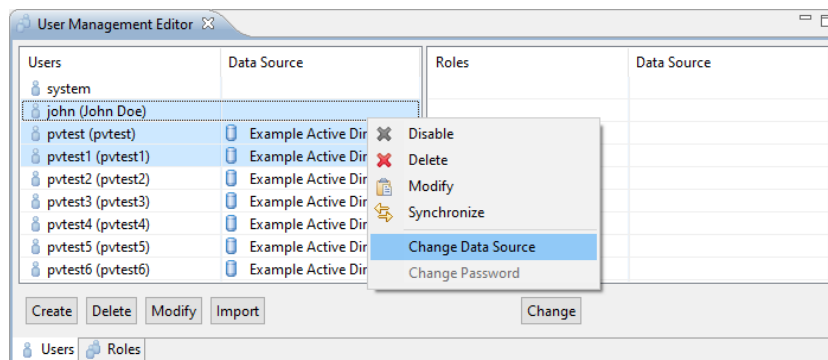 User Management Editor
Users Data Source Roles Data Source
system
john (John Doe)
pvtest (pvtest) Example Active Dir
pvtest1 (pvtest1) Example Active Dir
pvtest2 (pvtest2) Example Active Dir
pvtest3 (pvtest3) Example Active Dir
pvtest4 (pvtest4) Example Active Dir
pvtest5 (pvtest5) Example Active Dir
pvtest6 (pvtest6) Example Active Dir
Disable
Delete
Modify
Synchronize
Change Data Source
Change Password
Create Delete Modify Import Change
Users Roles